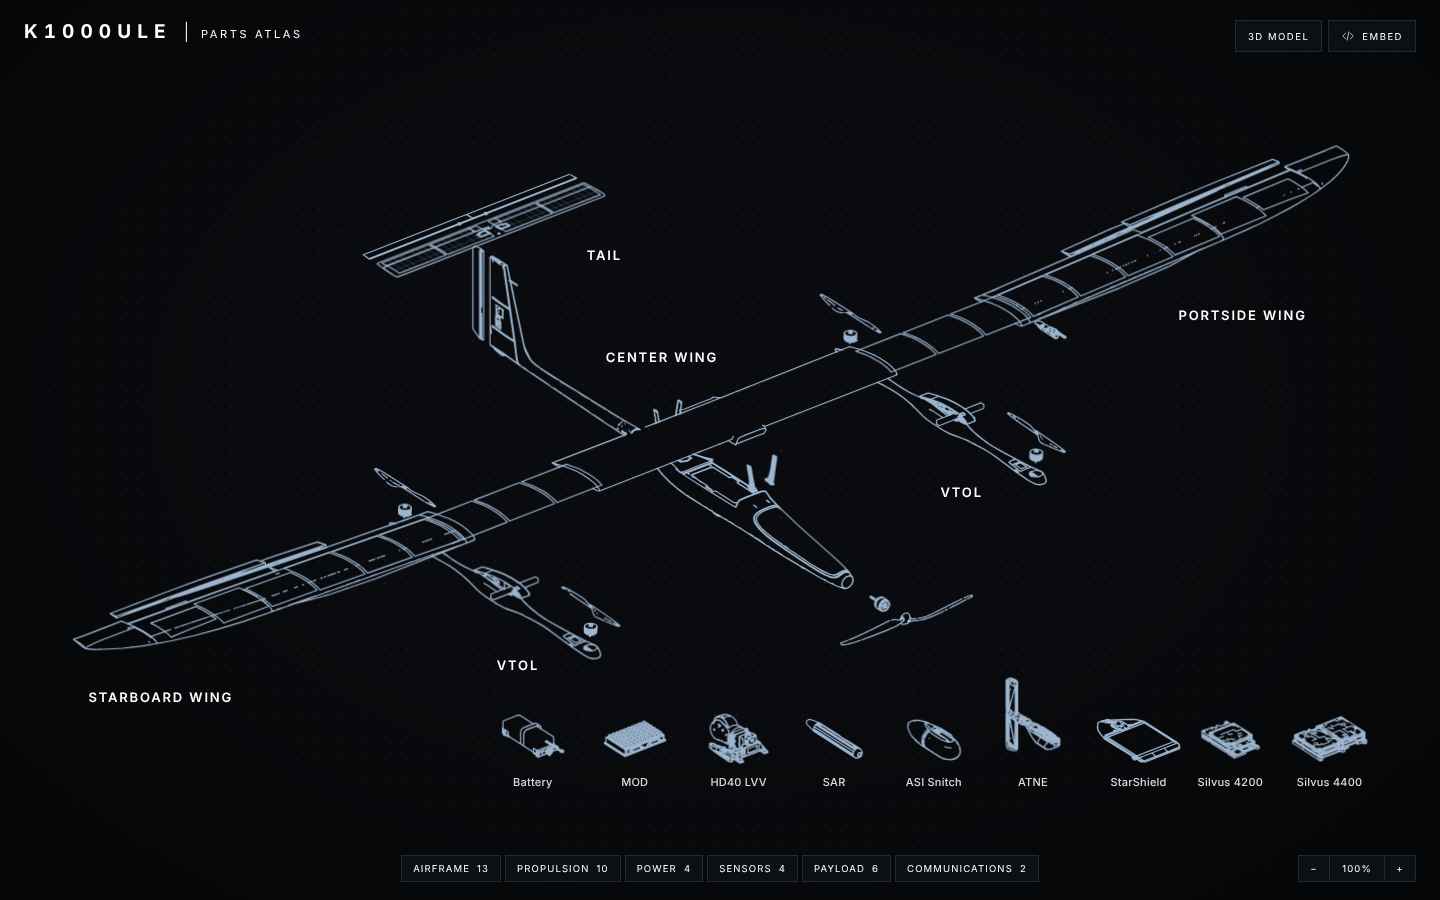 K1000ULE PARTS ATLAS
3D MODEL
</> EMBED
TAIL
PORTSIDE WING
CENTER WING
VTOL
VTOL
STARBOARD WING
Battery
MOD
HD40 LVV
SAR
ASI Snitch
ATNE
StarShield
Silvus 4200
Silvus 4400
AIRFRAME 13
PROPULSION 10
POWER 4
SENSORS 4
PAYLOAD 6
COMMUNICATIONS 2
− 100% +